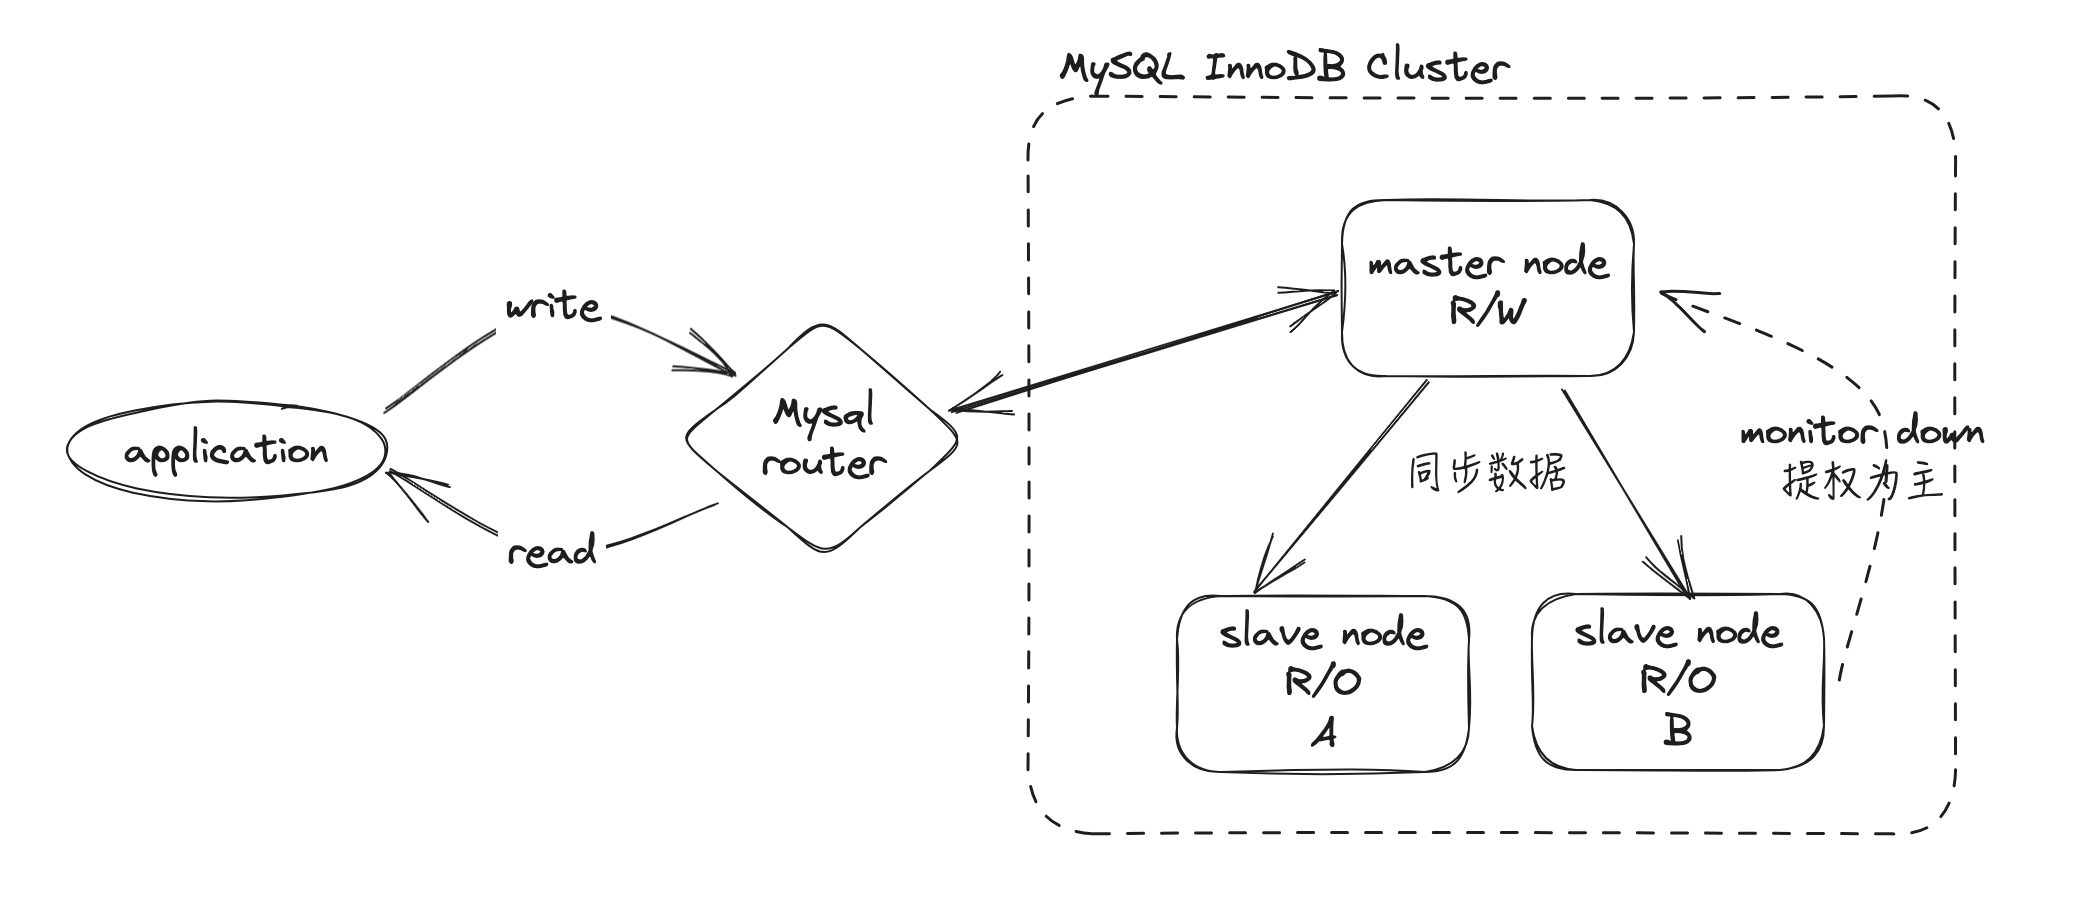 MySQL InnoDB Cluster
master node
R/W
write
Mysql
router
application
read
monitor down
提权为主
同步数据
slave node
R/O
A
slave node
R/O
B